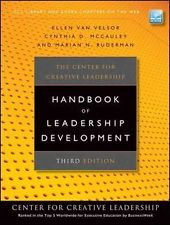 ELLEN VAN VELSOR
CYNTHIA D. MCCAULEY
AND MARIAN N. RUDERMAN
THE CENTER FOR
CREATIVE LEADERSHIP
HANDBOOK
OF
LEADERSHIP
DEVELOPMENT
THIRD EDITION
CENTER FOR CREATIVE LEADERSHIP
Ranked in the Top 5 Worldwide for Executive Education by BusinessWeek